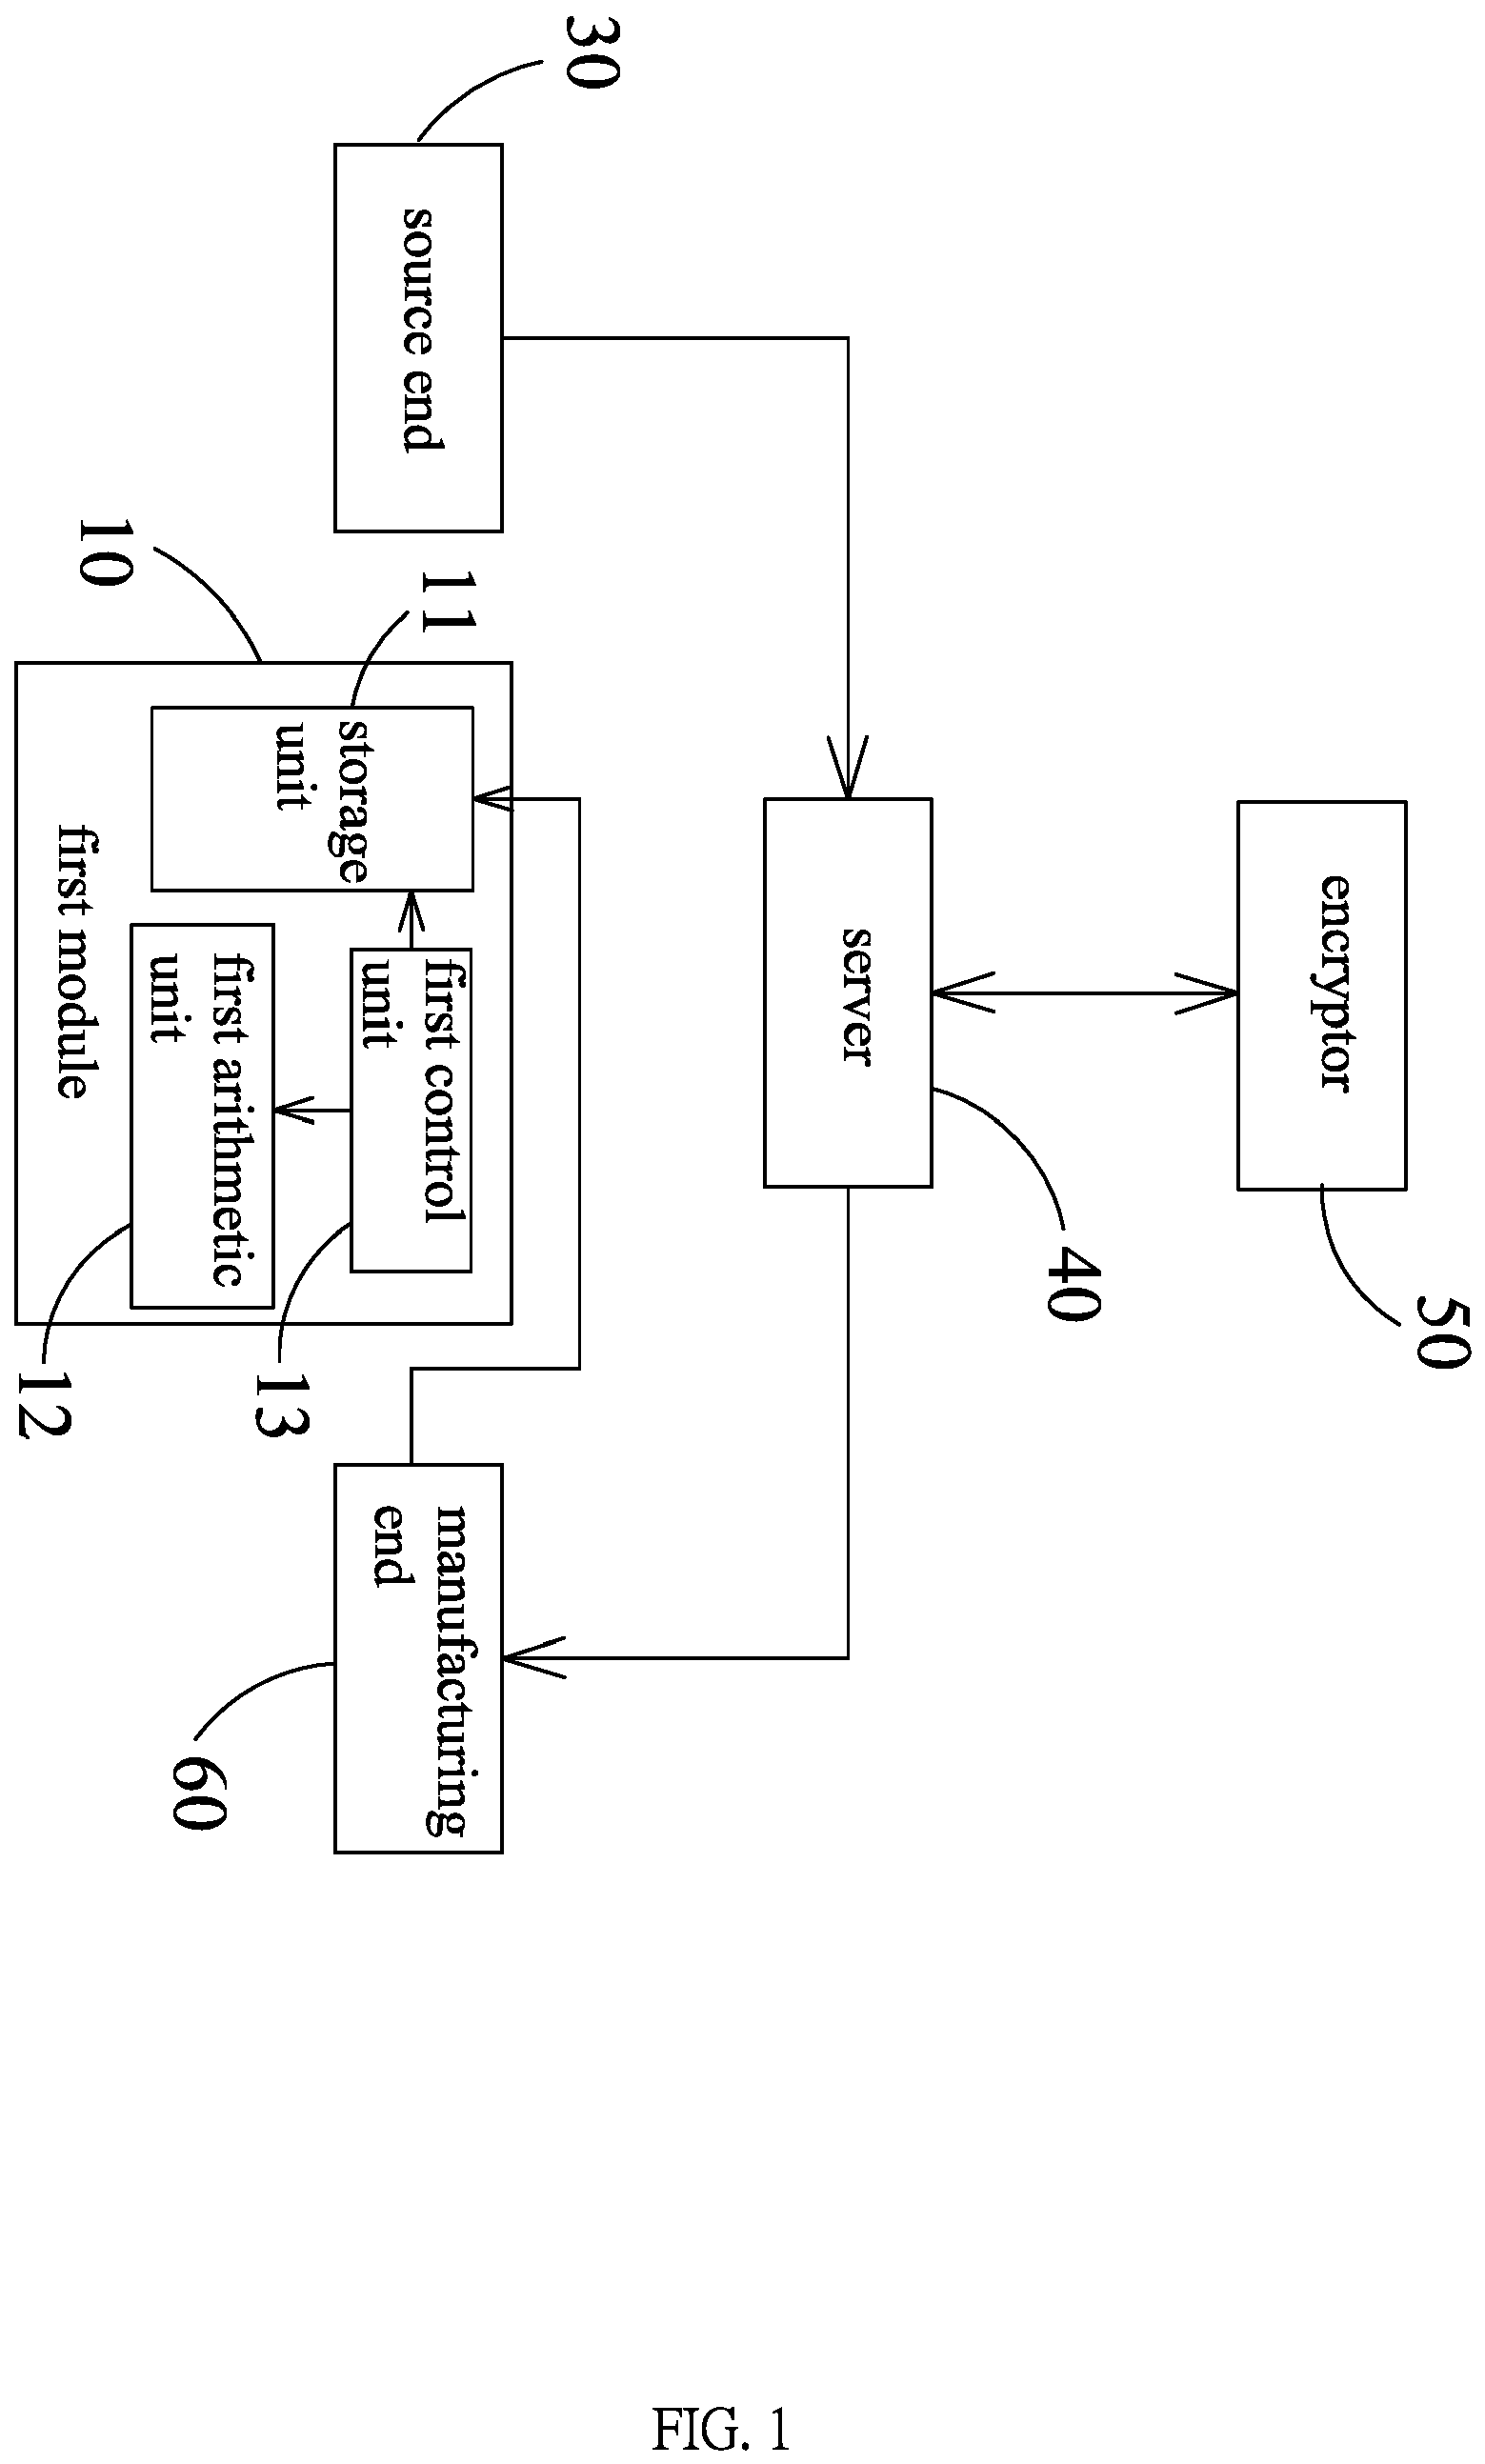 encryptor
50
server
40
30
source end
manufacturing
end
60
11
storage
unit
first control
unit
13
first arithmetic
unit
12
10
first module
FIG. 1